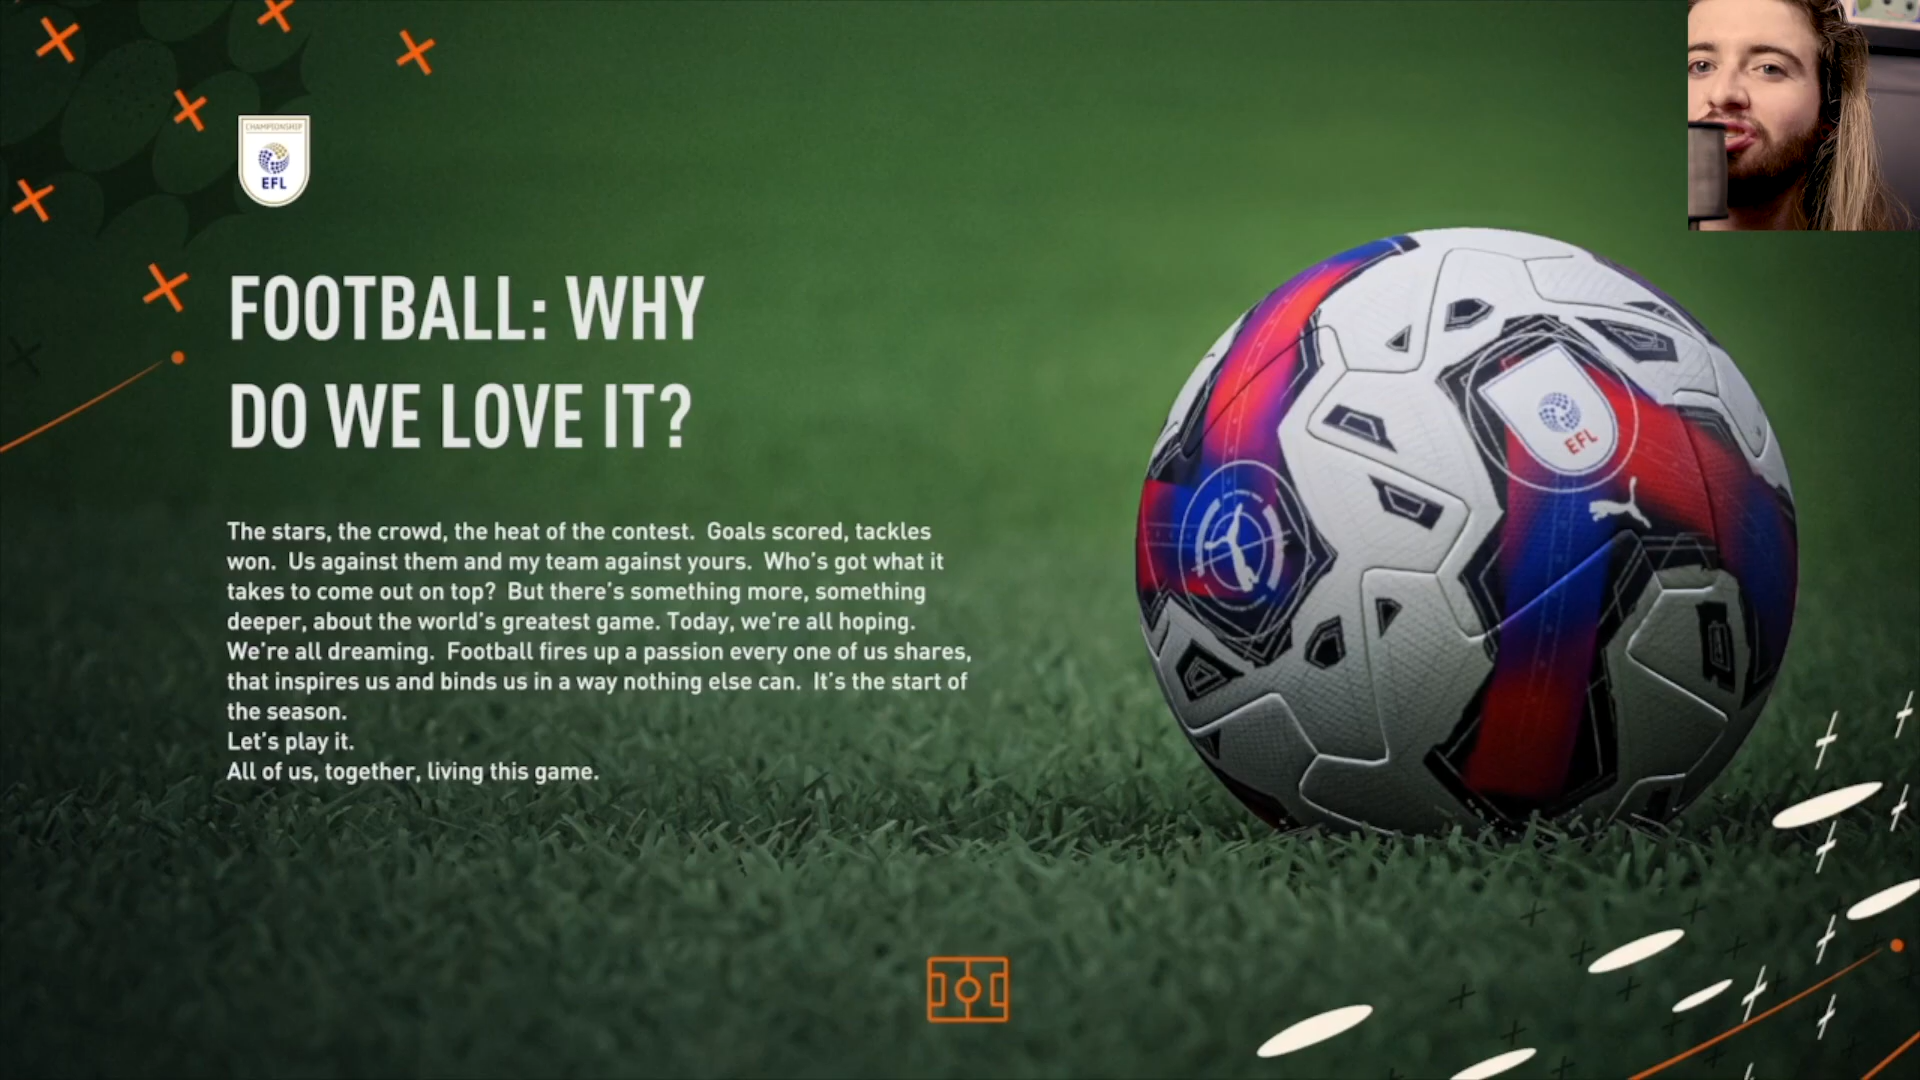 CHAMPIONSHIP
EFL
FOOTBALL: WHY
DO WE LOVE IT?
The stars, the crowd, the heat of the contest.  Goals scored, tackles
won.  Us against them and my team against yours.  Who's got what it
takes to come out on top?  But there's something more, something
deeper, about the world's greatest game. Today, we're all hoping.
We're all dreaming.  Football fires up a passion every one of us shares,
that inspires us and binds us in a way nothing else can.  It's the start of
the season.
Let's play it.
All of us, together, living this game.
EFL